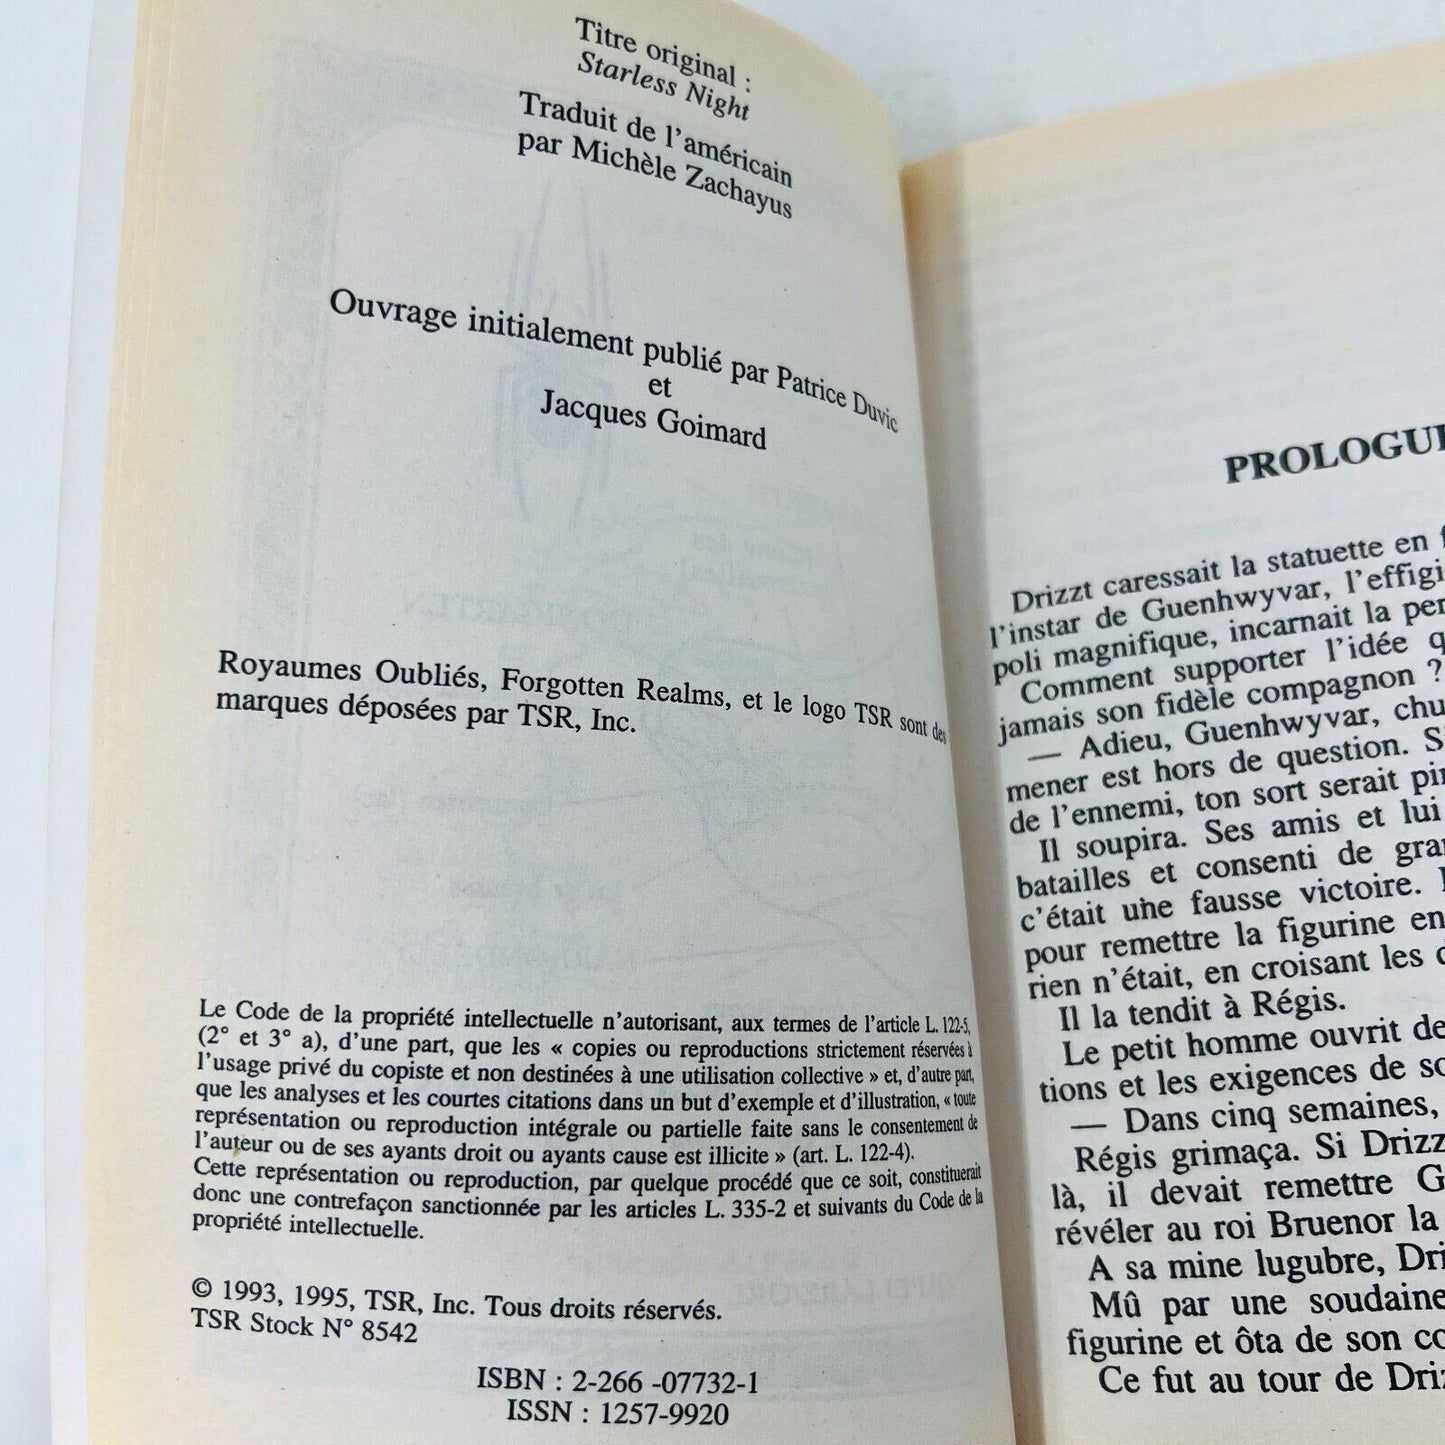 Titre original :
Starless Night
Traduit de l'américain
par Michèle Zachayus
Ouvrage initialement publié par Patrice Duvic
et
Jacques Goimard
Royaumes Oubliés, Forgotten Realms, et le logo TSR sont des
marques déposées par TSR, Inc.
Le Code de la propriété intellectuelle n'autorisant, aux termes de l'article L. 122-5,
(2° et 3° a), d'une part, que les « copies ou reproductions strictement réservées à
l'usage privé du copiste et non destinées à une utilisation collective » et, d'autre part,
que les analyses et les courtes citations dans un but d'exemple et d'illustration, « toute
représentation ou reproduction intégrale ou partielle faite sans le consentement de
l'auteur ou de ses ayants droit ou ayants cause est illicite » (art. L. 122-4).
Cette représentation ou reproduction, par quelque procédé que ce soit, constituerait
donc une contrefaçon sanctionnée par les articles L. 335-2 et suivants du Code de la
propriété intellectuelle.
© 1993, 1995, TSR, Inc. Tous droits réservés.
TSR Stock N° 8542
ISBN : 2-266 -07732-1
ISSN : 1257-9920
PROLOGUE
Drizzt caressait la statuette en
l'instar de Guenhwyvar, l'effigi
poli magnifique, incarnait la per
Comment supporter l'idée q
jamais son fidèle compagnon ?
— Adieu, Guenhwyvar, chu
mener est hors de question. S
de l'ennemi, ton sort serait pi
Il soupira. Ses amis et lui
batailles et consenti de gra
c'était une fausse victoire.
pour remettre la figurine en
rien n'était, en croisant les
Il la tendit à Régis.
Le petit homme ouvrit de
tions et les exigences de so
— Dans cinq semaines,
Régis grimaça. Si Drizz
là, il devait remettre G
révéler au roi Bruenor la
A sa mine lugubre, Dri
Mû par une soudaine
figurine et ôta de son co
Ce fut au tour de Driz